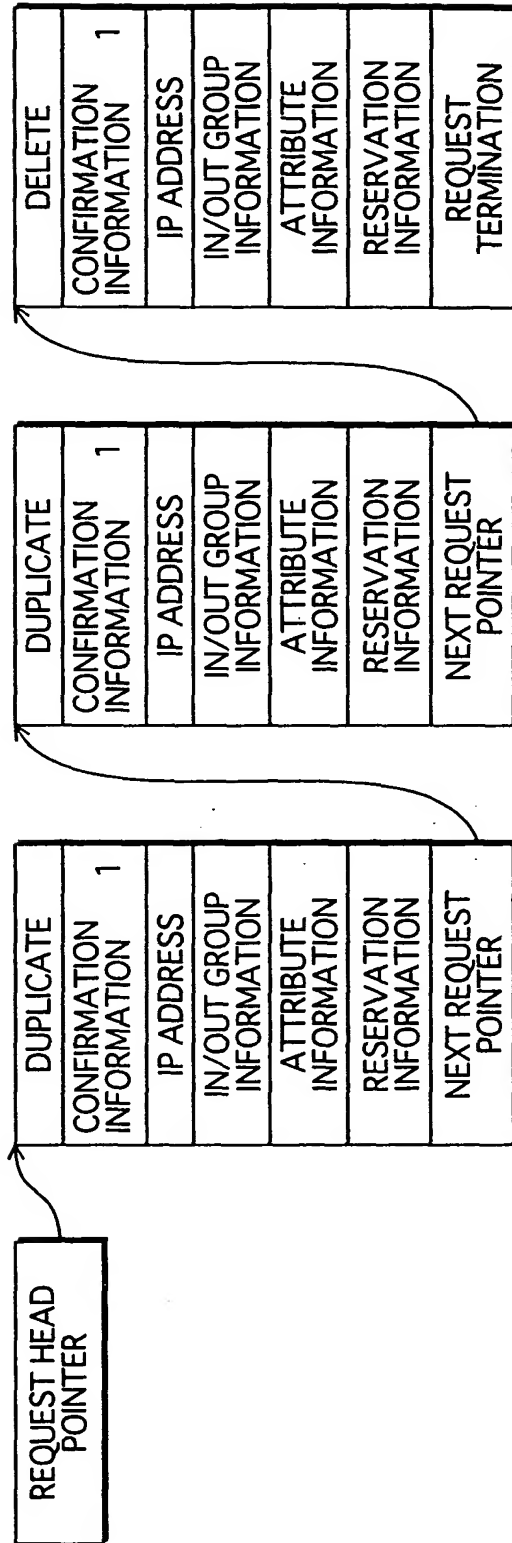 REQUEST HEAD
POINTER
DUPLICATE
CONFIRMATION
INFORMATION 1
IP ADDRESS
IN/OUT GROUP
INFORMATION
ATTRIBUTE
INFORMATION
RESERVATION
INFORMATION
NEXT REQUEST
POINTER
DUPLICATE
CONFIRMATION
INFORMATION 1
IP ADDRESS
IN/OUT GROUP
INFORMATION
ATTRIBUTE
INFORMATION
RESERVATION
INFORMATION
NEXT REQUEST
POINTER
DELETE
CONFIRMATION
INFORMATION 1
IP ADDRESS
IN/OUT GROUP
INFORMATION
ATTRIBUTE
INFORMATION
RESERVATION
INFORMATION
REQUEST
TERMINATION